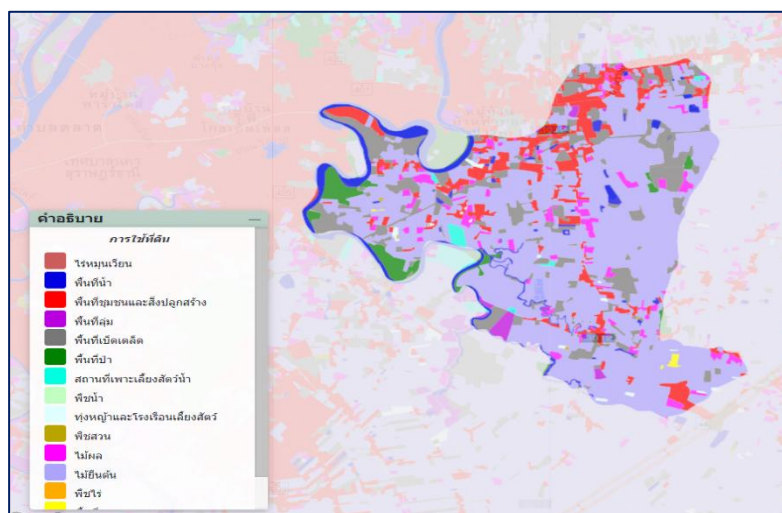 คำอธิบาย
การใช้ที่ดิน
ไร่หมุนเวียน
พื้นที่น้ำ
พื้นที่ชุมชนและสิ่งปลูกสร้าง
พื้นที่ลุ่ม
พื้นที่เบ็ดเตล็ด
พื้นที่ป่า
สถานที่เพาะเลี้ยงสัตว์น้ำ
พืชน้ำ
ทุ่งหญ้าและโรงเรือนเลี้ยงสัตว์
พืชสวน
ไม้ผล
ไม้ยืนต้น
พืชไร่